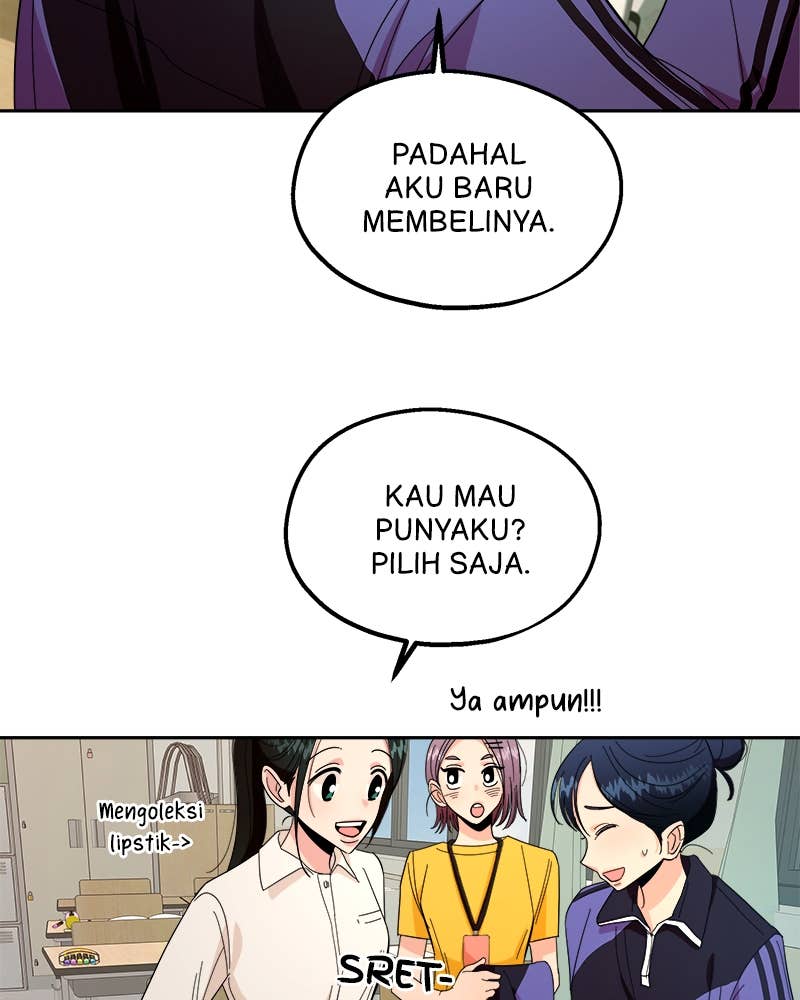 PADAHAL
AKU BARU
MEMBELINYA.
KAU MAU
PUNYAKU?
PILIH SAJA.
Ya ampun!!!
Mengoleksi
lipstik->
SRET-